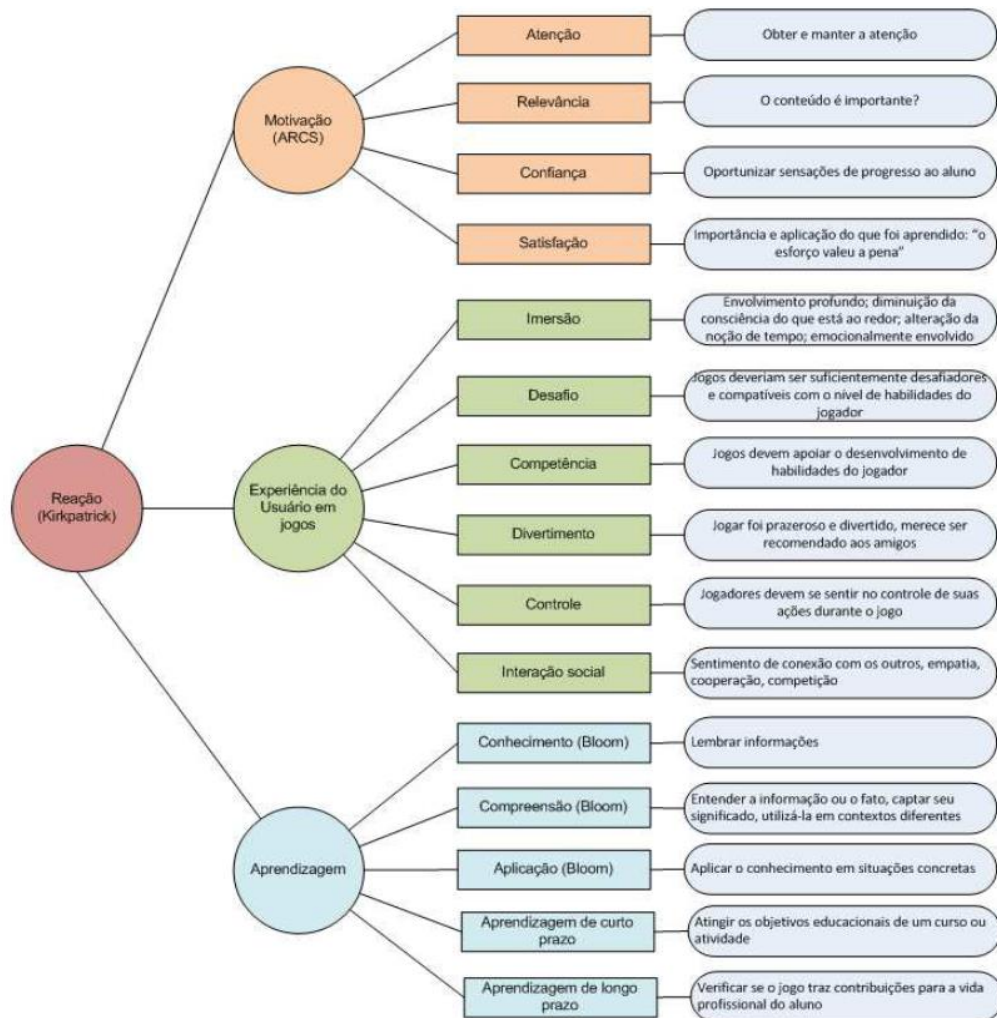 Atenção
Obter e manter a atenção
Motivação
(ARCS)
Relevância
O conteúdo é importante?
Confiança
Oportunizar sensações de progresso ao aluno
Satisfação
Importância e aplicação do que foi aprendido: “o
esforço valeu a pena”
Imersão
Envolvimento profundo; diminuição da
consciência do que está ao redor; alteração da
noção de tempo; emocionalmente envolvido
Desafio
Jogos deveriam ser suficientemente desafiadores
e compatíveis com o nível de habilidades do
jogador
Reação
(Kirkpatrick)
Experiência do
Usuário em
jogos
Competência
Jogos devem apoiar o desenvolvimento de
habilidades do jogador
Divertimento
Jogar foi prazeroso e divertido, merece ser
recomendado aos amigos
Controle
Jogadores devem se sentir no controle de suas
ações durante o jogo
Interação social
Sentimento de conexão com os outros, empatia,
cooperação, competição
Aprendizagem
Conhecimento (Bloom)
Lembrar informações
Compreensão (Bloom)
Entender a informação ou o fato, captar seu
significado, utilizá-la em contextos diferentes
Aplicação (Bloom)
Aplicar o conhecimento em situações concretas
Aprendizagem de curto
prazo
Atingir os objetivos educacionais de um curso ou
atividade
Aprendizagem de longo
prazo
Verificar se o jogo traz contribuições para a vida
profissional do aluno